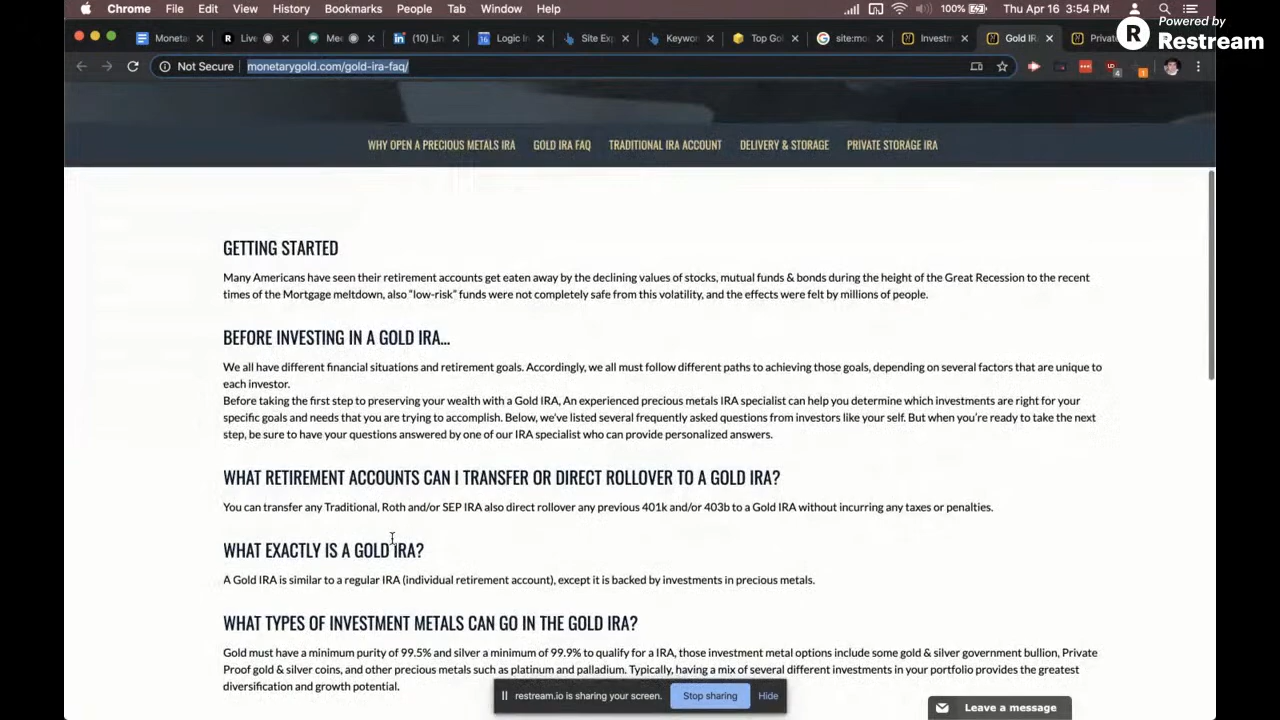 Chrome File Edit View History Bookmarks People Tab Window Help 100% Thu Apr 16 3:54 PM
Powered by
Restream
Moneta Live Mee (10) Lin Logic In Site Exp Keywor Top Gol site:mo Investm Gold IR Privat
Not Secure monetarygold.com/gold-ira-faq/
WHY OPEN A PRECIOUS METALS IRA GOLD IRA FAQ TRADITIONAL IRA ACCOUNT DELIVERY & STORAGE PRIVATE STORAGE IRA
GETTING STARTED
Many Americans have seen their retirement accounts get eaten away by the declining values of stocks, mutual funds & bonds during the height of the Great Recession to the recent
times of the Mortgage meltdown, also “low-risk” funds were not completely safe from this volatility, and the effects were felt by millions of people.
BEFORE INVESTING IN A GOLD IRA...
We all have different financial situations and retirement goals. Accordingly, we all must follow different paths to achieving those goals, depending on several factors that are unique to
each investor.
Before taking the first step to preserving your wealth with a Gold IRA, An experienced precious metals IRA specialist can help you determine which investments are right for your
specific goals and needs that you are trying to accomplish. Below, we’ve listed several frequently asked questions from investors like your self. But when you’re ready to take the next
step, be sure to have your questions answered by one of our IRA specialist who can provide personalized answers.
WHAT RETIREMENT ACCOUNTS CAN I TRANSFER OR DIRECT ROLLOVER TO A GOLD IRA?
You can transfer any Traditional, Roth and/or SEP IRA also direct rollover any previous 401k and/or 403b to a Gold IRA without incurring any taxes or penalties.
WHAT EXACTLY IS A GOLD IRA?
A Gold IRA is similar to a regular IRA (individual retirement account), except it is backed by investments in precious metals.
WHAT TYPES OF INVESTMENT METALS CAN GO IN THE GOLD IRA?
Gold must have a minimum purity of 99.5% and silver a minimum of 99.9% to qualify for a IRA, those investment metal options include some gold & silver government bullion, Private
Proof gold & silver coins, and other precious metals such as platinum and palladium. Typically, having a mix of several different investments in your portfolio provides the greatest
diversification and growth potential.
restream.io is sharing your screen. Stop sharing Hide
Leave a message